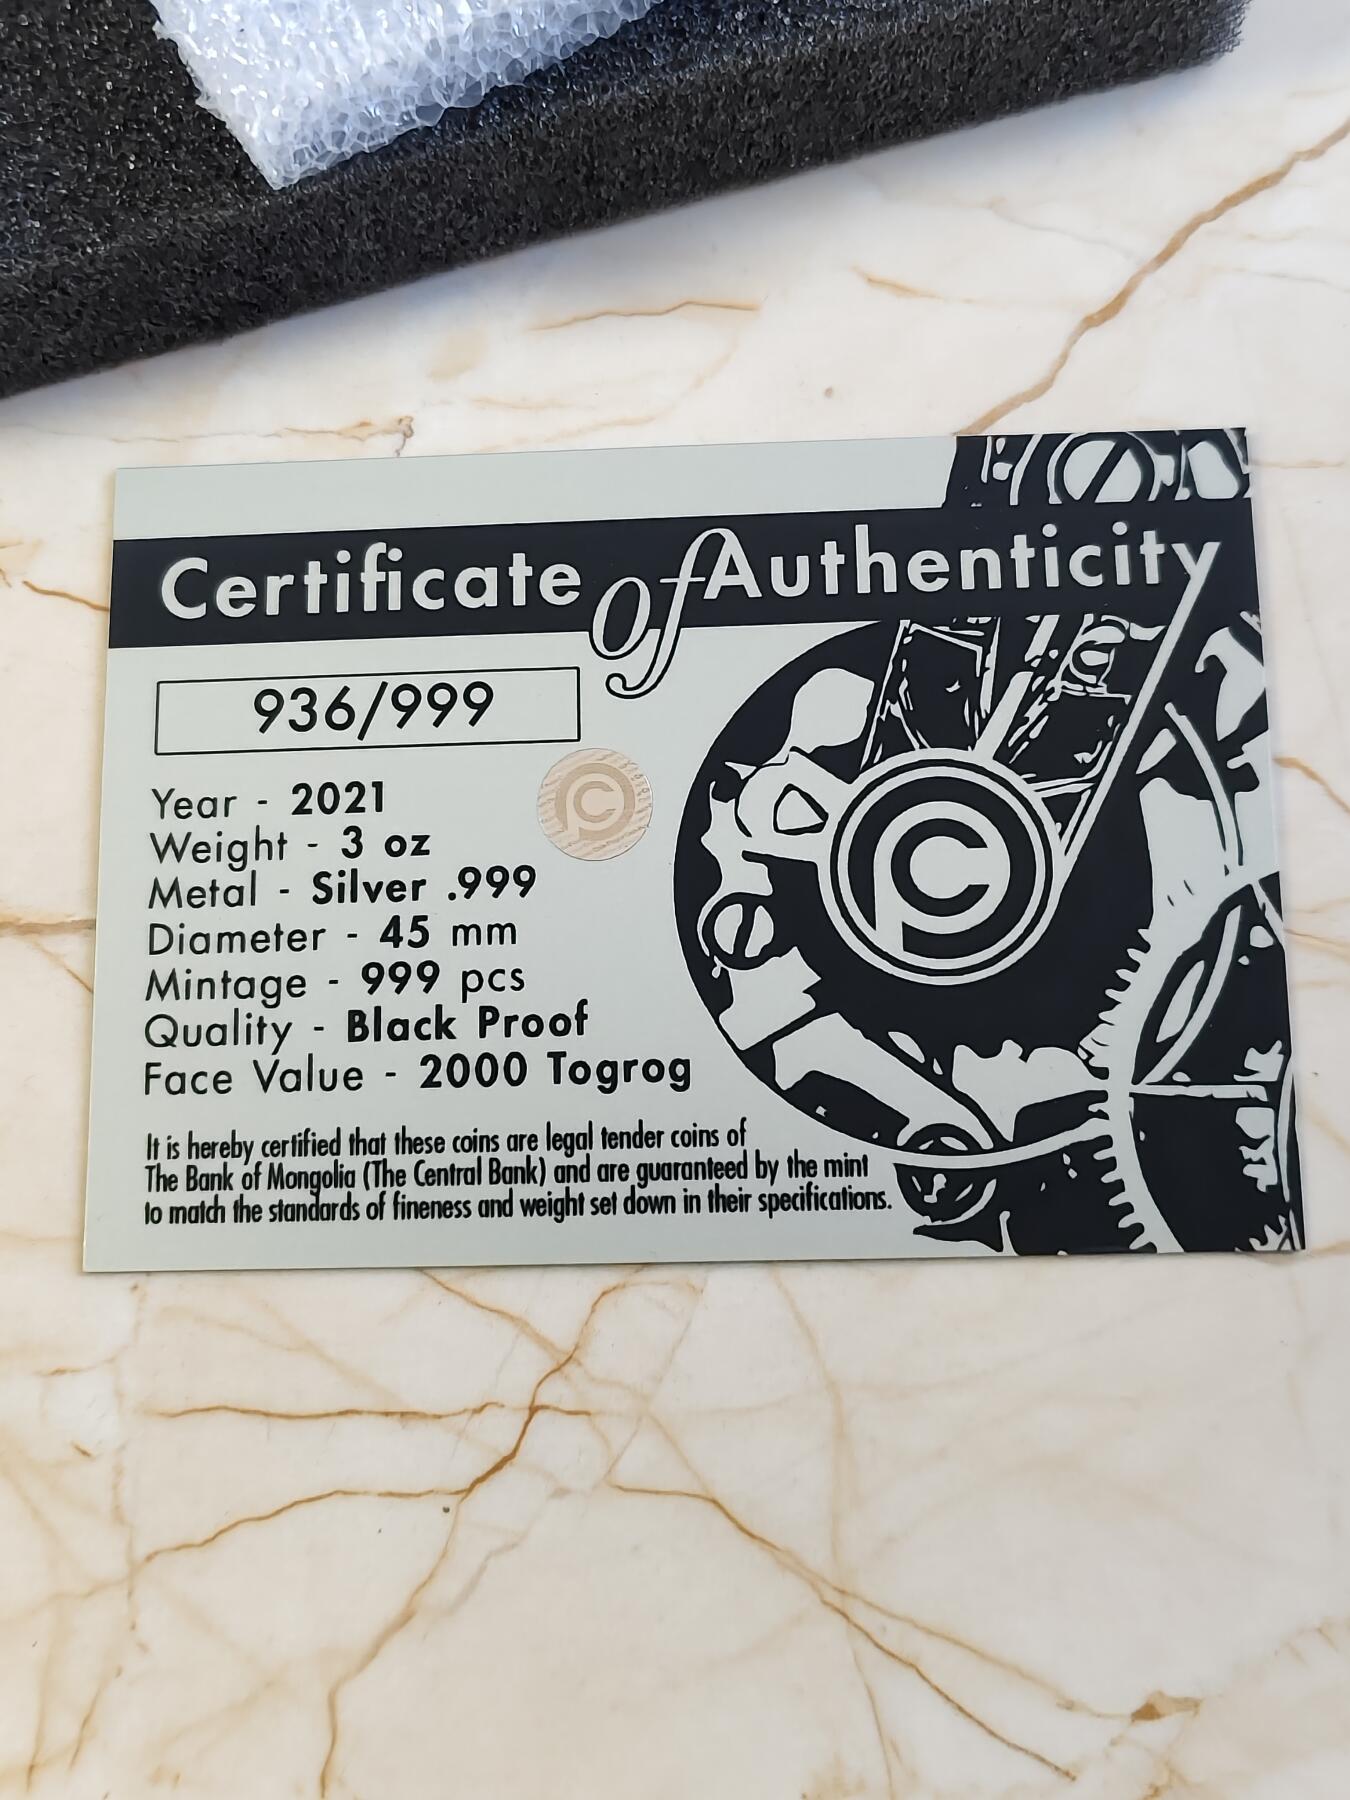 Certificate of Authenticity
936/999
Year - 2021
Weight - 3 oz
Metal - Silver .999
Diameter - 45 mm
Mintage - 999 pcs
Quality - Black Proof
Face Value - 2000 Togrog
It is hereby certified that these coins are legal tender coins of
The Bank of Mongolia (The Central Bank) and are guaranteed by the mint
to match the standards of fineness and weight set down in their specifications.